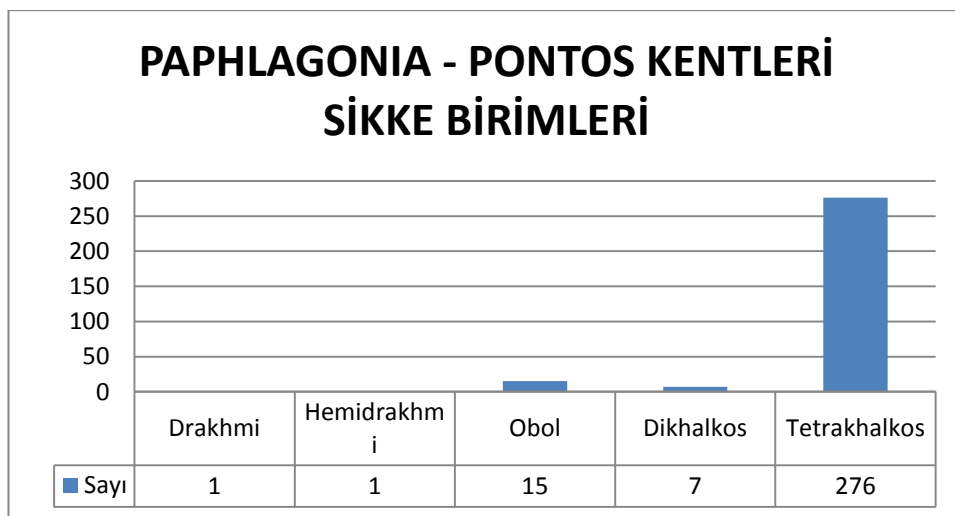 PAPHLAGONIA - PONTOS KENTLERİ
SİKKE BİRİMLERİ
300
250
200
150
100
50
0
Drakhmi Hemidrakhm Obol Dikhalkos Tetrakhalkos
i
Sayı 1 1 15 7 276